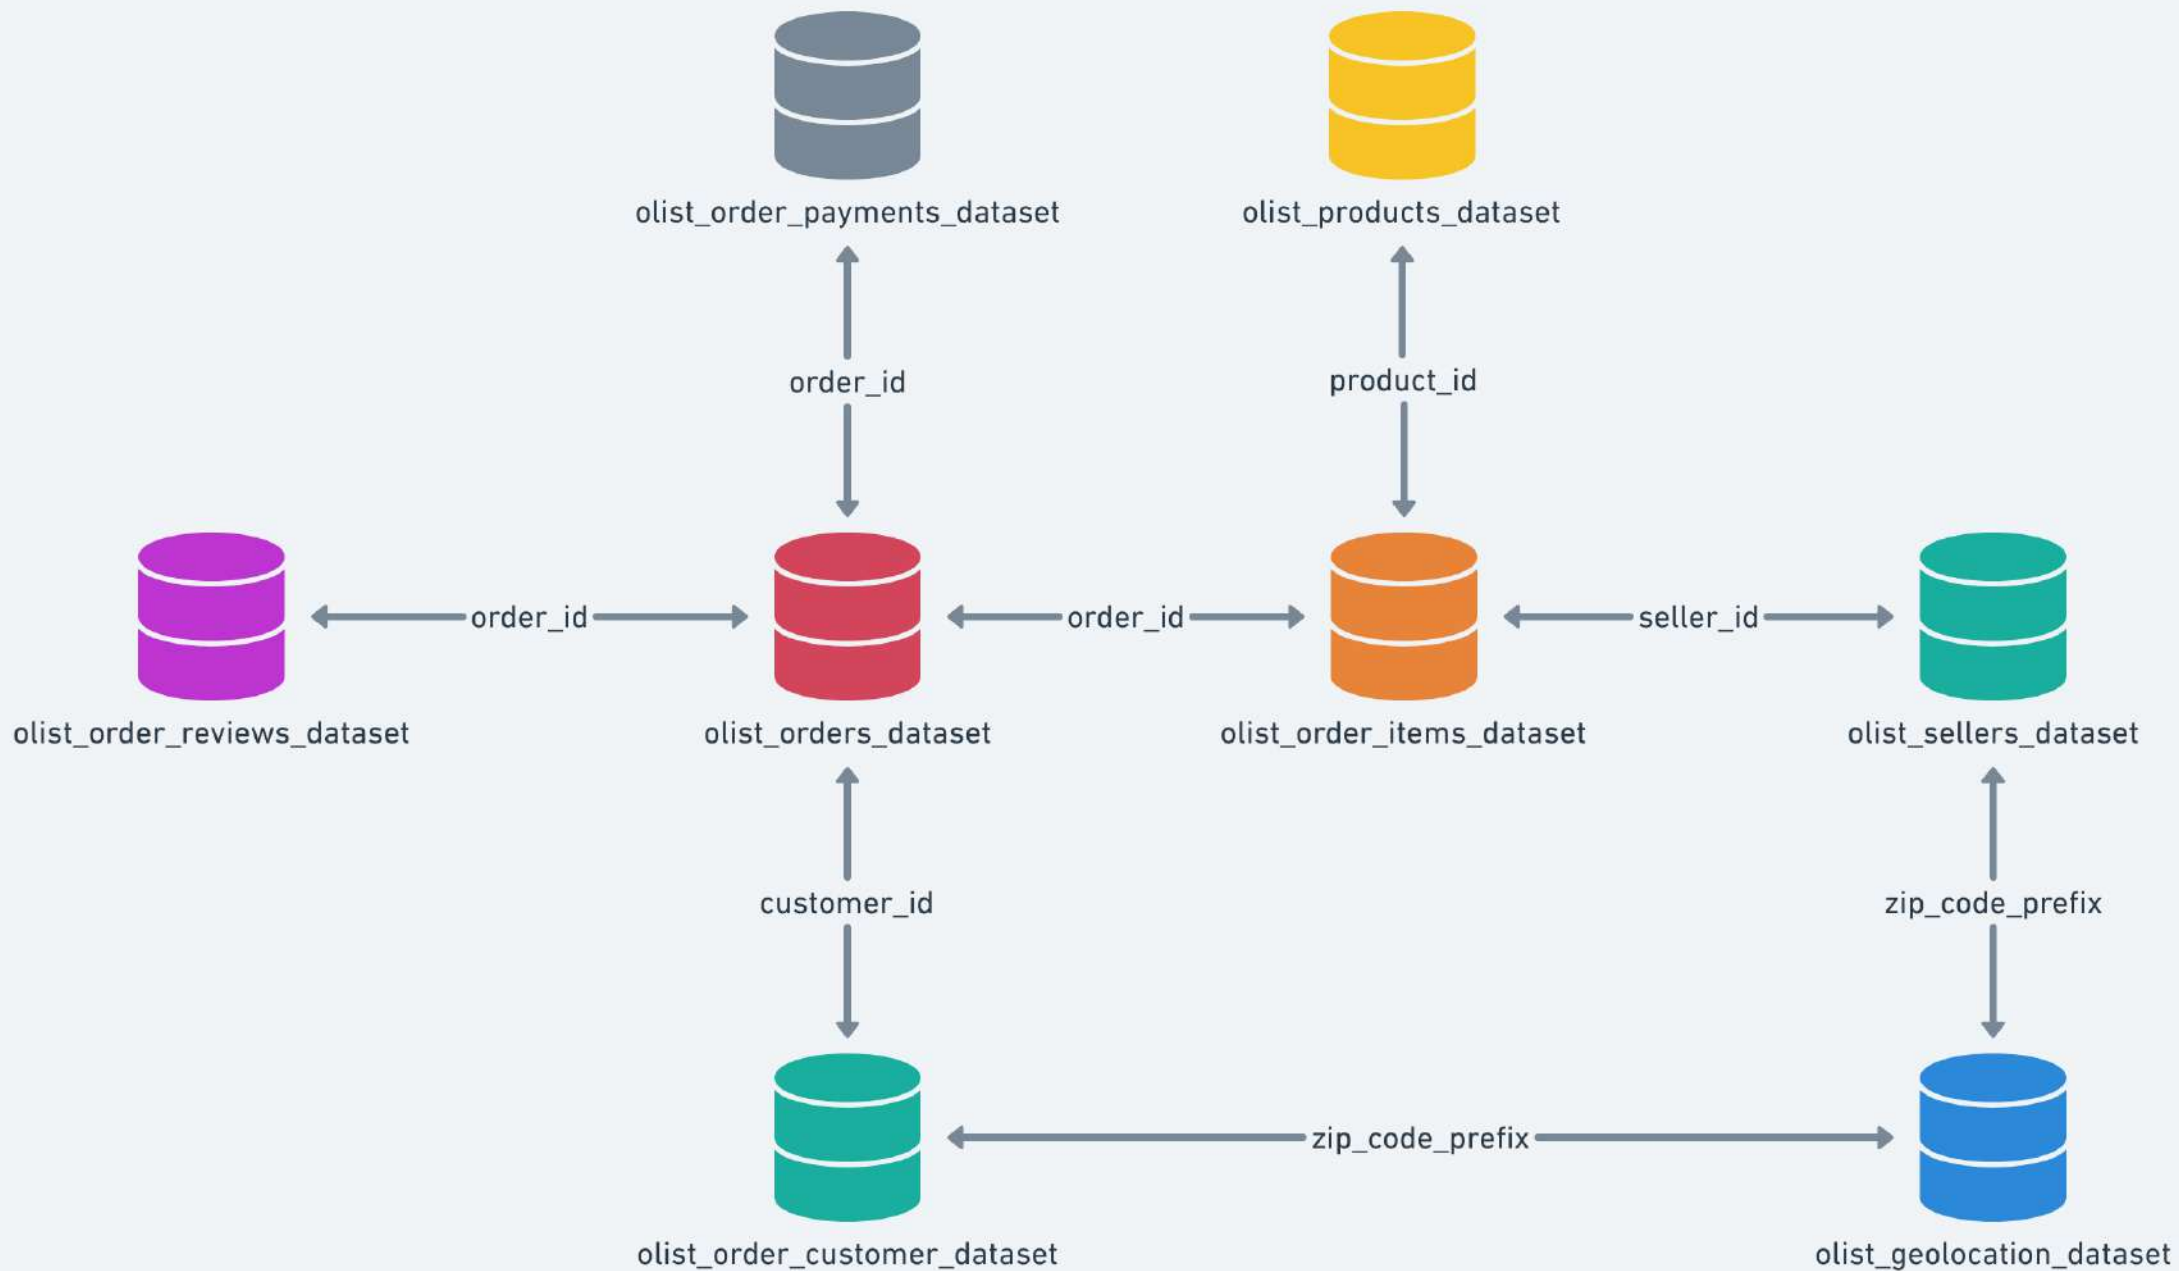 olist_order_payments_dataset
olist_products_dataset
order_id
product_id
order_id
order_id
seller_id
olist_order_reviews_dataset
olist_orders_dataset
olist_order_items_dataset
olist_sellers_dataset
customer_id
zip_code_prefix
zip_code_prefix
olist_order_customer_dataset
olist_geolocation_dataset